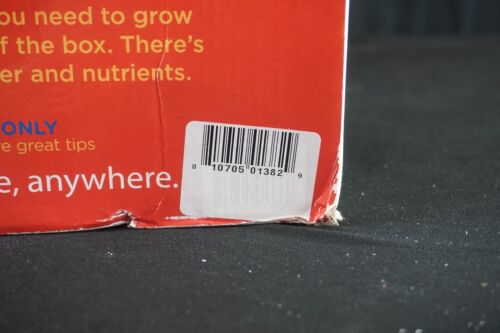 ou need to grow
f the box. There's
er and nutrients.
ONLY
e great tips
e, anywhere.
8 10705 01382 9